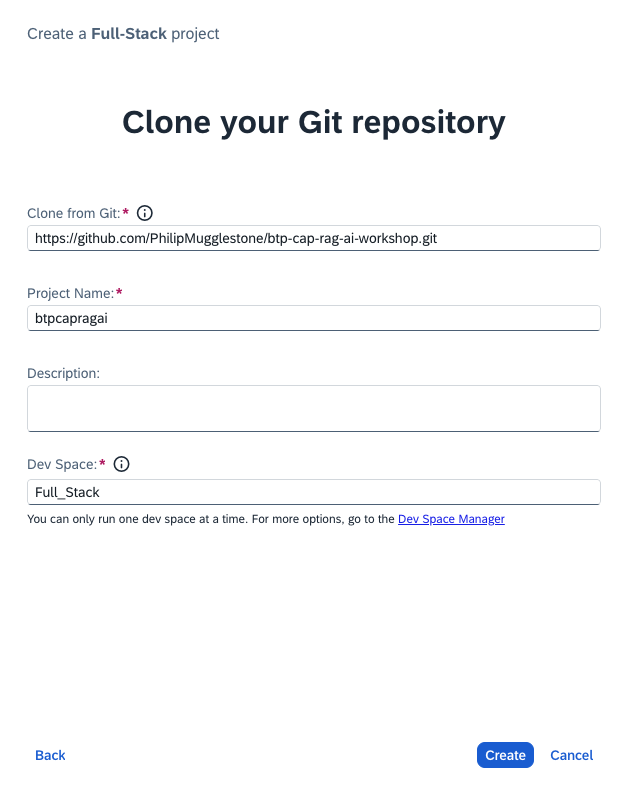 Create a Full-Stack project
Clone your Git repository
Clone from Git:*
https://github.com/PhilipMugglestone/btp-cap-rag-ai-workshop.git
Project Name:*
btpcapragai
Description:
Dev Space:*
Full_Stack
You can only run one dev space at a time. For more options, go to the Dev Space Manager
Back Create Cancel